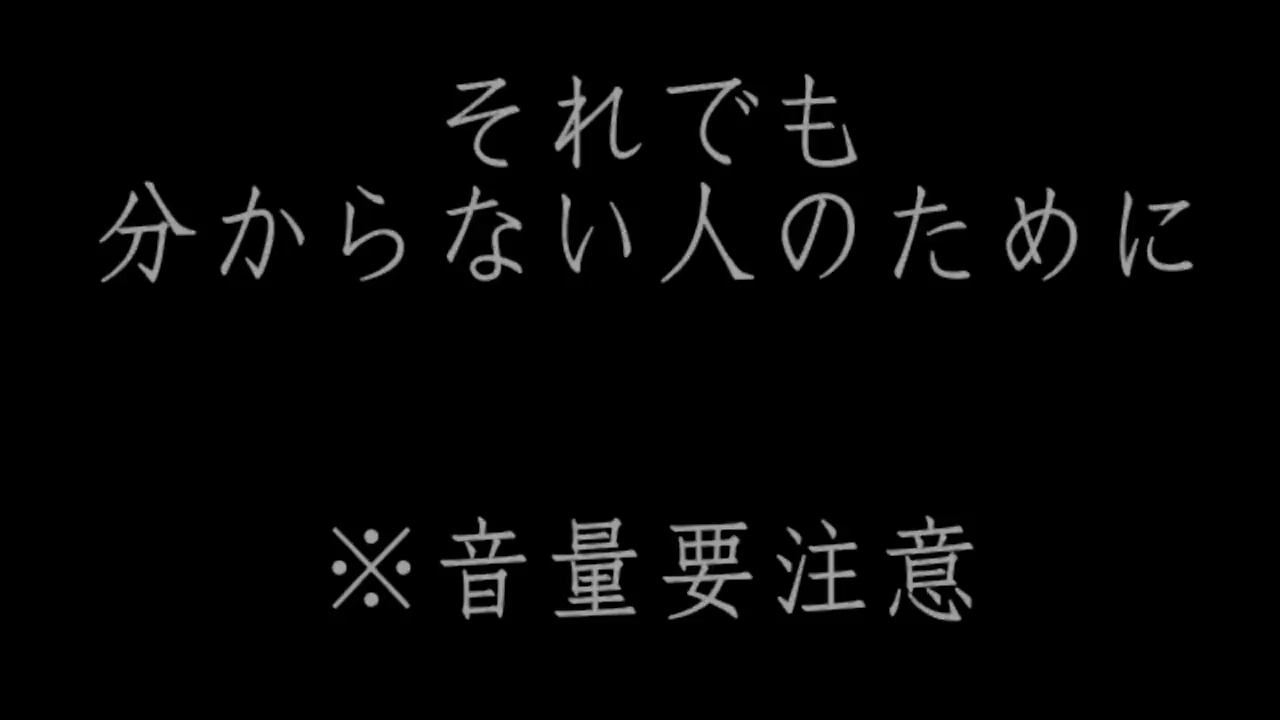 それでも
分からない人のために
※音量要注意